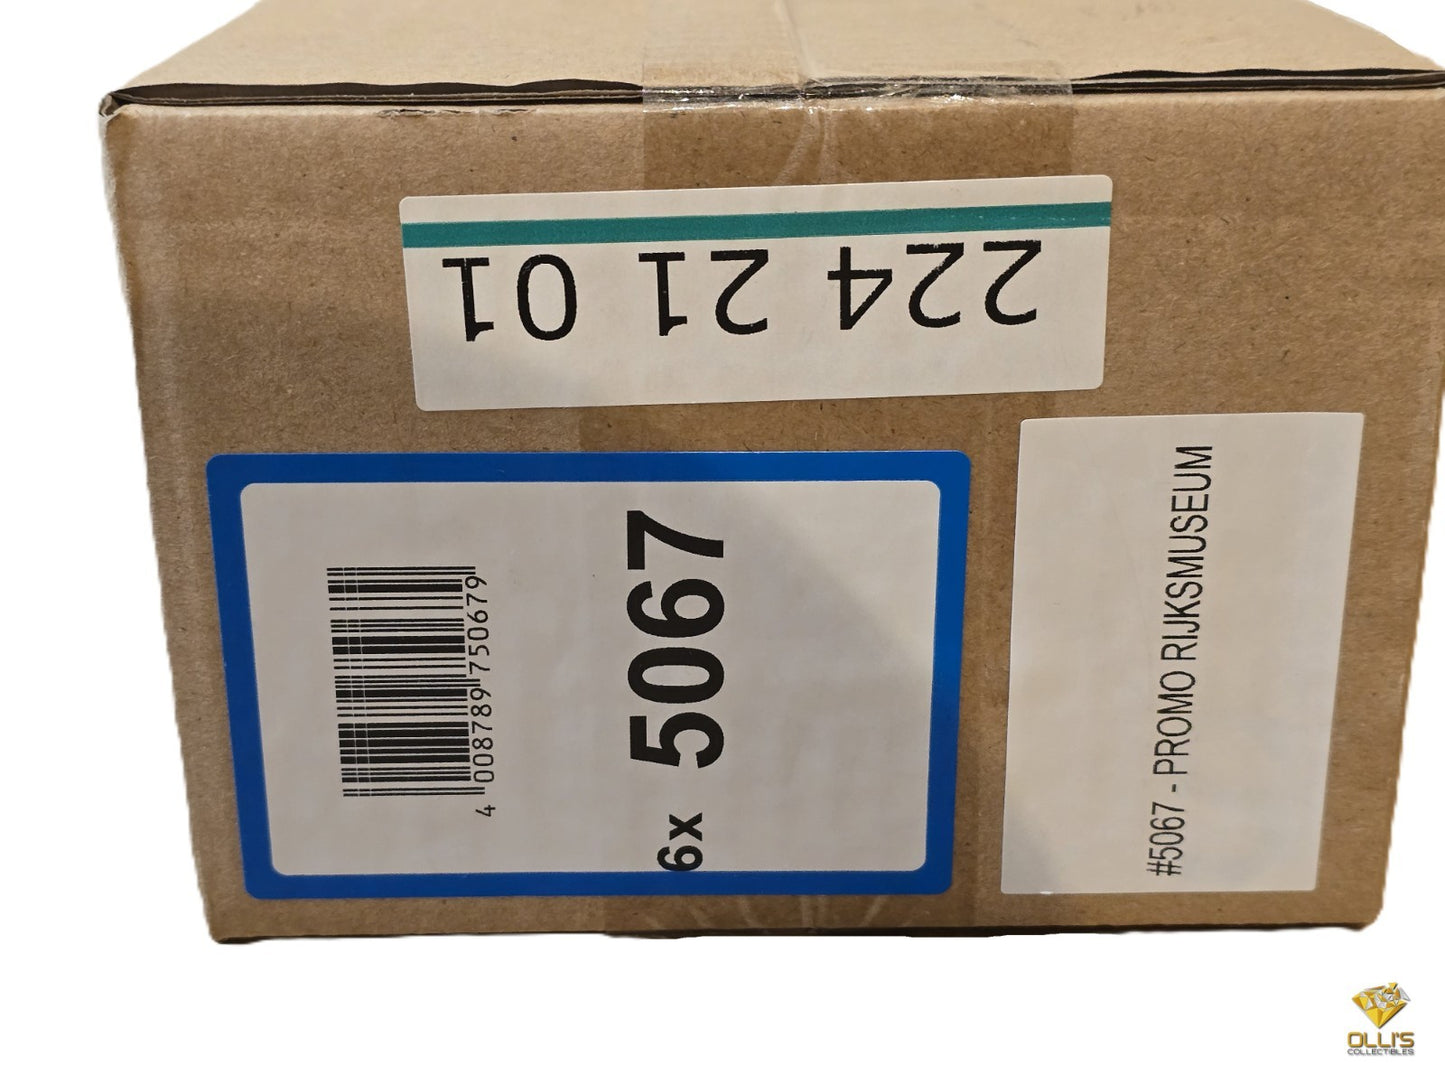 224 21 01
4 008789 750679
6x 5067
#5067 - PROMO RIJKSMUSEUM
OLLI'S
COLLECTIBLES